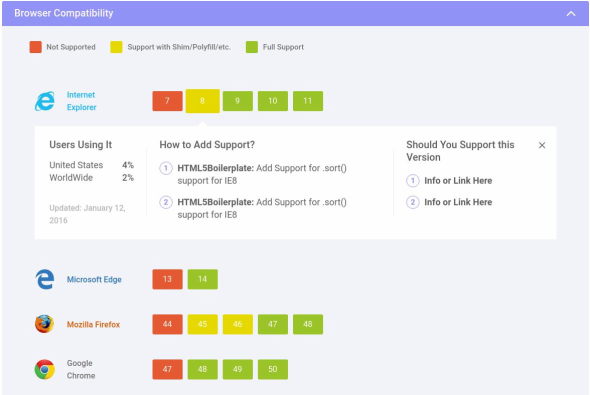 Browser Compatibility
Not Supported
Support with Shim/Polyfill/etc.
Full Support
Internet
Explorer
7
8
9
10
11
Users Using It
United States 4%
WorldWide 2%
Updated: January 12,
2016
How to Add Support?
1 HTML5Boilerplate: Add Support for .sort()
support for IE8
2 HTML5Boilerplate: Add Support for .sort()
support for IE8
Should You Support this
Version
1 Info or Link Here
2 Info or Link Here
Microsoft Edge
13
14
Mozilla Firefox
44
45
46
47
48
Google
Chrome
47
48
49
50